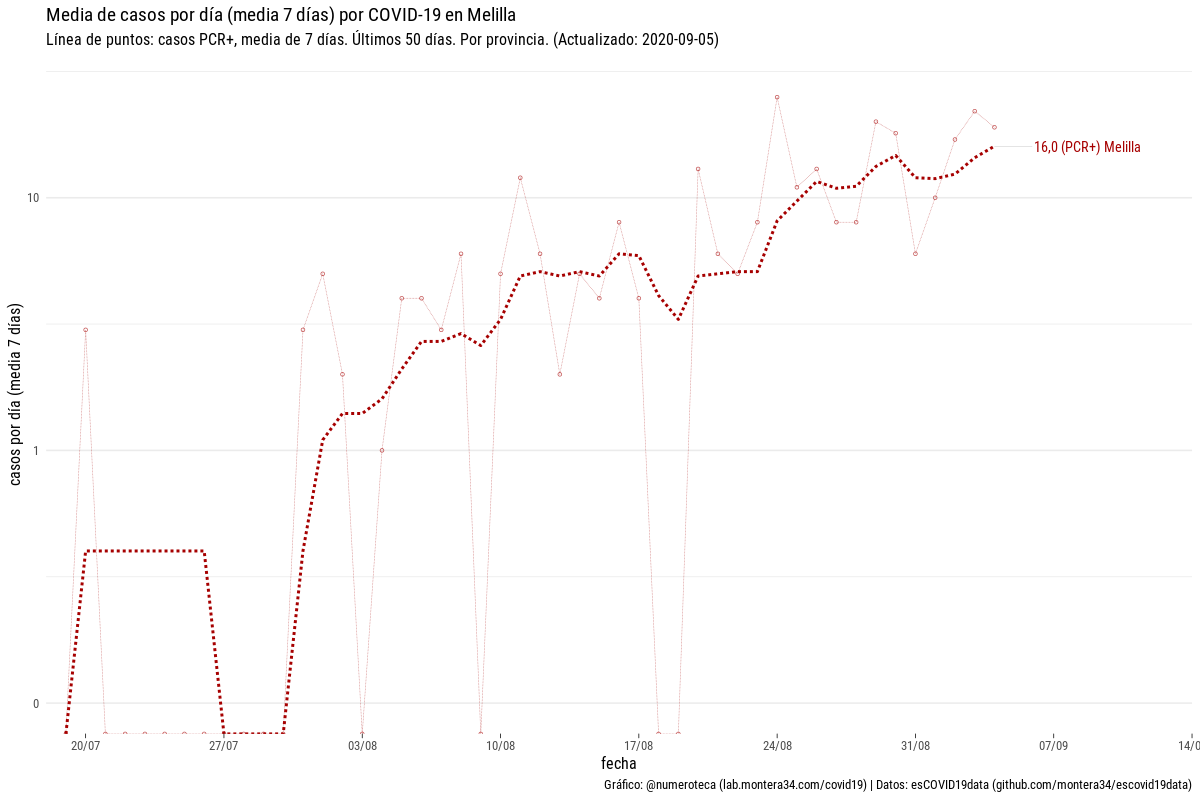 Media de casos por día (media 7 días) por COVID-19 en Melilla
Línea de puntos: casos PCR+, media de 7 días. Últimos 50 días. Por provincia. (Actualizado: 2020-09-05)
casos por día (media 7 días)
10
1
0
16,0 (PCR+) Melilla
20/07
27/07
03/08
10/08
17/08
24/08
31/08
07/09
14/0
fecha
Gráfico: @numeroteca (lab.montera34.com/covid19) | Datos: esCOVID19data (github.com/montera34/escovid19data)